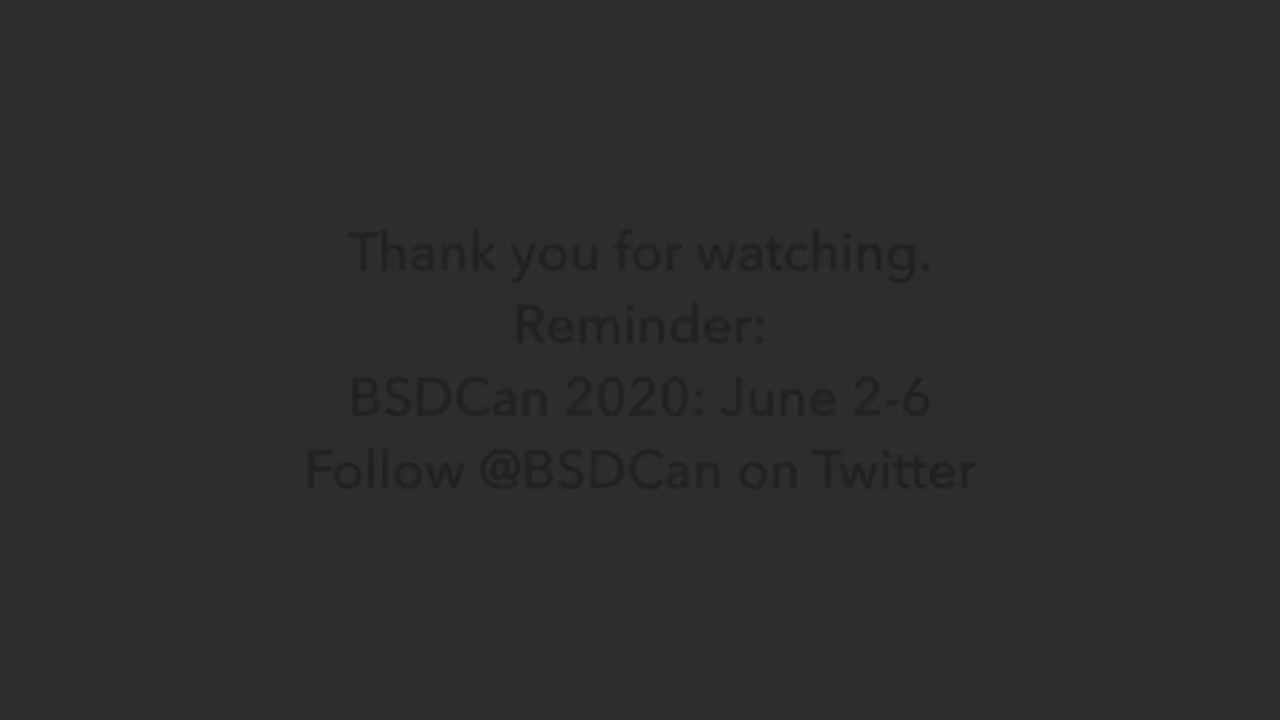 Thank you for watching.
Reminder:
BSDCan 2020: June 2-6
Follow @BSDCan on Twitter